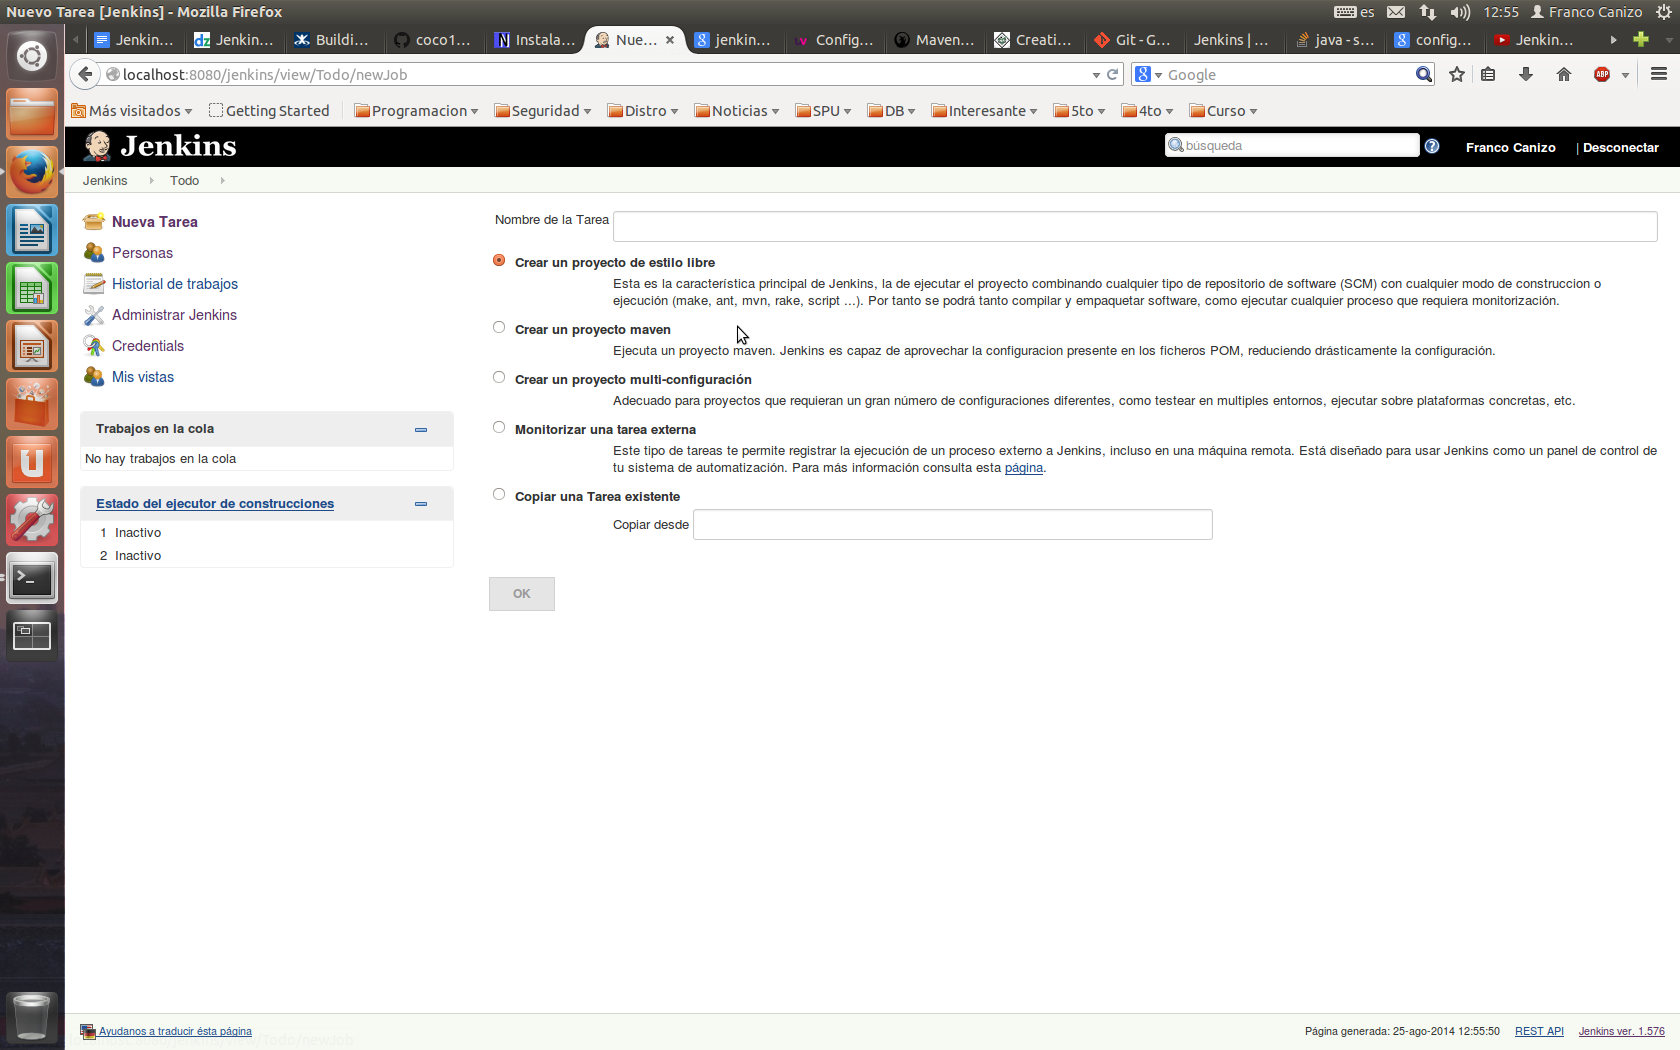 Nuevo Tarea [Jenkins] - Mozilla Firefox
es
12:55
Franco Canizo
Jenkin...
Jenkin...
Buildi...
coco1...
Instala...
Nue...
jenkin...
Config...
Maven...
Creati...
Git - G...
Jenkins | ...
java - s...
config...
Jenkin...
localhost:8080/jenkins/view/Todo/newJob
Google
ABP
Más visitados
Getting Started
Programacion
Seguridad
Distro
Noticias
SPU
DB
Interesante
5to
4to
Curso
Jenkins
búsqueda
Franco Canizo
| Desconectar
Jenkins
Todo
Nueva Tarea
Personas
Historial de trabajos
Administrar Jenkins
Credentials
Mis vistas
Trabajos en la cola
No hay trabajos en la cola
Estado del ejecutor de construcciones
1 Inactivo
2 Inactivo
Nombre de la Tarea
Crear un proyecto de estilo libre
Esta es la característica principal de Jenkins, la de ejecutar el proyecto combinando cualquier tipo de repositorio de software (SCM) con cualquier modo de construccion o
ejecución (make, ant, mvn, rake, script ...). Por tanto se podrá tanto compilar y empaquetar software, como ejecutar cualquier proceso que requiera monitorización.
Crear un proyecto maven
Ejecuta un proyecto maven. Jenkins es capaz de aprovechar la configuracion presente en los ficheros POM, reduciendo drásticamente la configuración.
Crear un proyecto multi-configuración
Adecuado para proyectos que requieran un gran número de configuraciones diferentes, como testear en multiples entornos, ejecutar sobre plataformas concretas, etc.
Monitorizar una tarea externa
Este tipo de tareas te permite registrar la ejecución de un proceso externo a Jenkins, incluso en una máquina remota. Está diseñado para usar Jenkins como un panel de control de
tu sistema de automatización. Para más información consulta esta página.
Copiar una Tarea existente
Copiar desde
OK
Ayudanos a traducir ésta página
Página generada: 25-ago-2014 12:55:50
REST API
Jenkins ver. 1.576